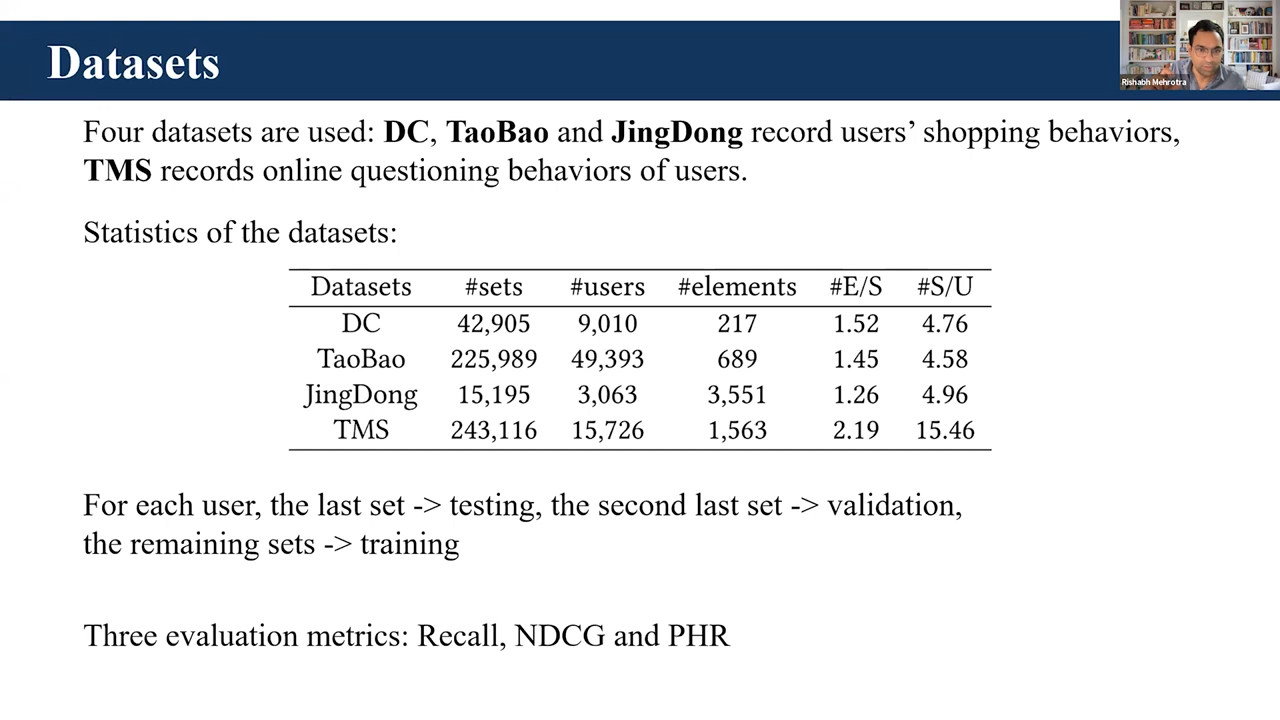 Datasets
Rishabh Mehrotra
Four datasets are used: DC, TaoBao and JingDong record users’ shopping behaviors,
TMS records online questioning behaviors of users.
Statistics of the datasets:
Datasets #sets #users #elements #E/S #S/U
DC 42,905 9,010 217 1.52 4.76
TaoBao 225,989 49,393 689 1.45 4.58
JingDong 15,195 3,063 3,551 1.26 4.96
TMS 243,116 15,726 1,563 2.19 15.46
For each user, the last set -> testing, the second last set -> validation,
the remaining sets -> training
Three evaluation metrics: Recall, NDCG and PHR